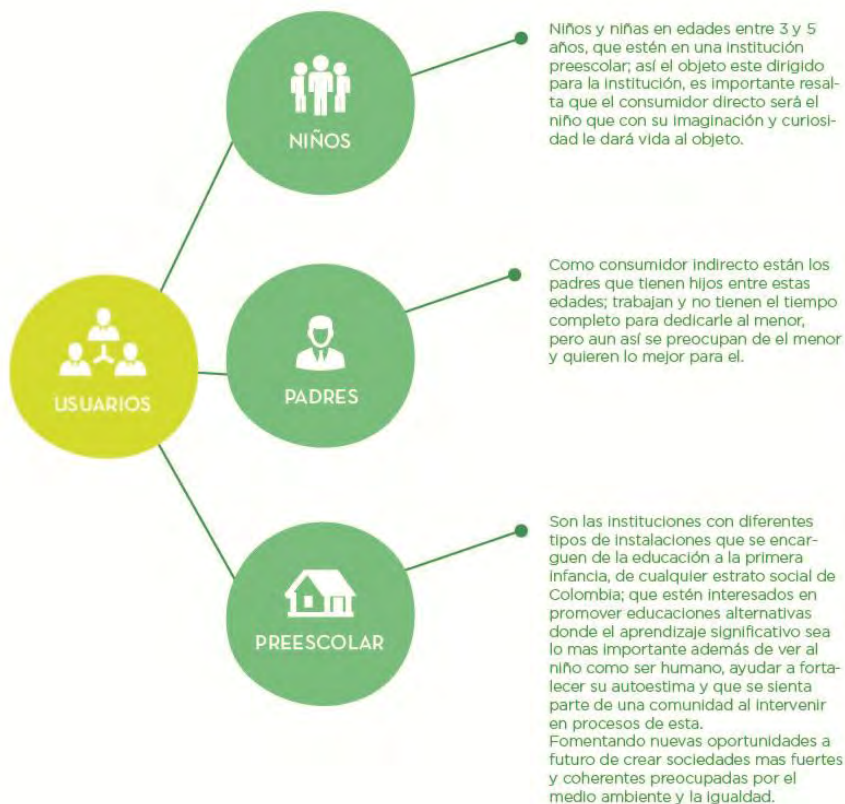 NIÑOS
Niños y niñas en edades entre 3 y 5
años, que estén en una institución
preescolar; así el objeto este dirigido
para la institución, es importante resal-
ta que el consumidor directo será el
niño que con su imaginación y curiosi-
dad le dará vida al objeto.
USUARIOS
PADRES
Como consumidor indirecto están los
padres que tienen hijos entre estas
edades; trabajan y no tienen el tiempo
completo para dedicarle al menor,
pero aun así se preocupan de el menor
y quieren lo mejor para el.
PREESCOLAR
Son las instituciones con diferentes
tipos de instalaciones que se encar-
guen de la educación a la primera
infancia, de cualquier estrato social de
Colombia; que estén interesados en
promover educaciones alternativas
donde el aprendizaje significativo sea
lo mas importante además de ver al
niño como ser humano, ayudar a forta-
lecer su autoestima y que se sienta
parte de una comunidad al intervenir
en procesos de esta.
Fomentando nuevas oportunidades a
futuro de crear sociedades mas fuertes
y coherentes preocupadas por el
medio ambiente y la igualdad.